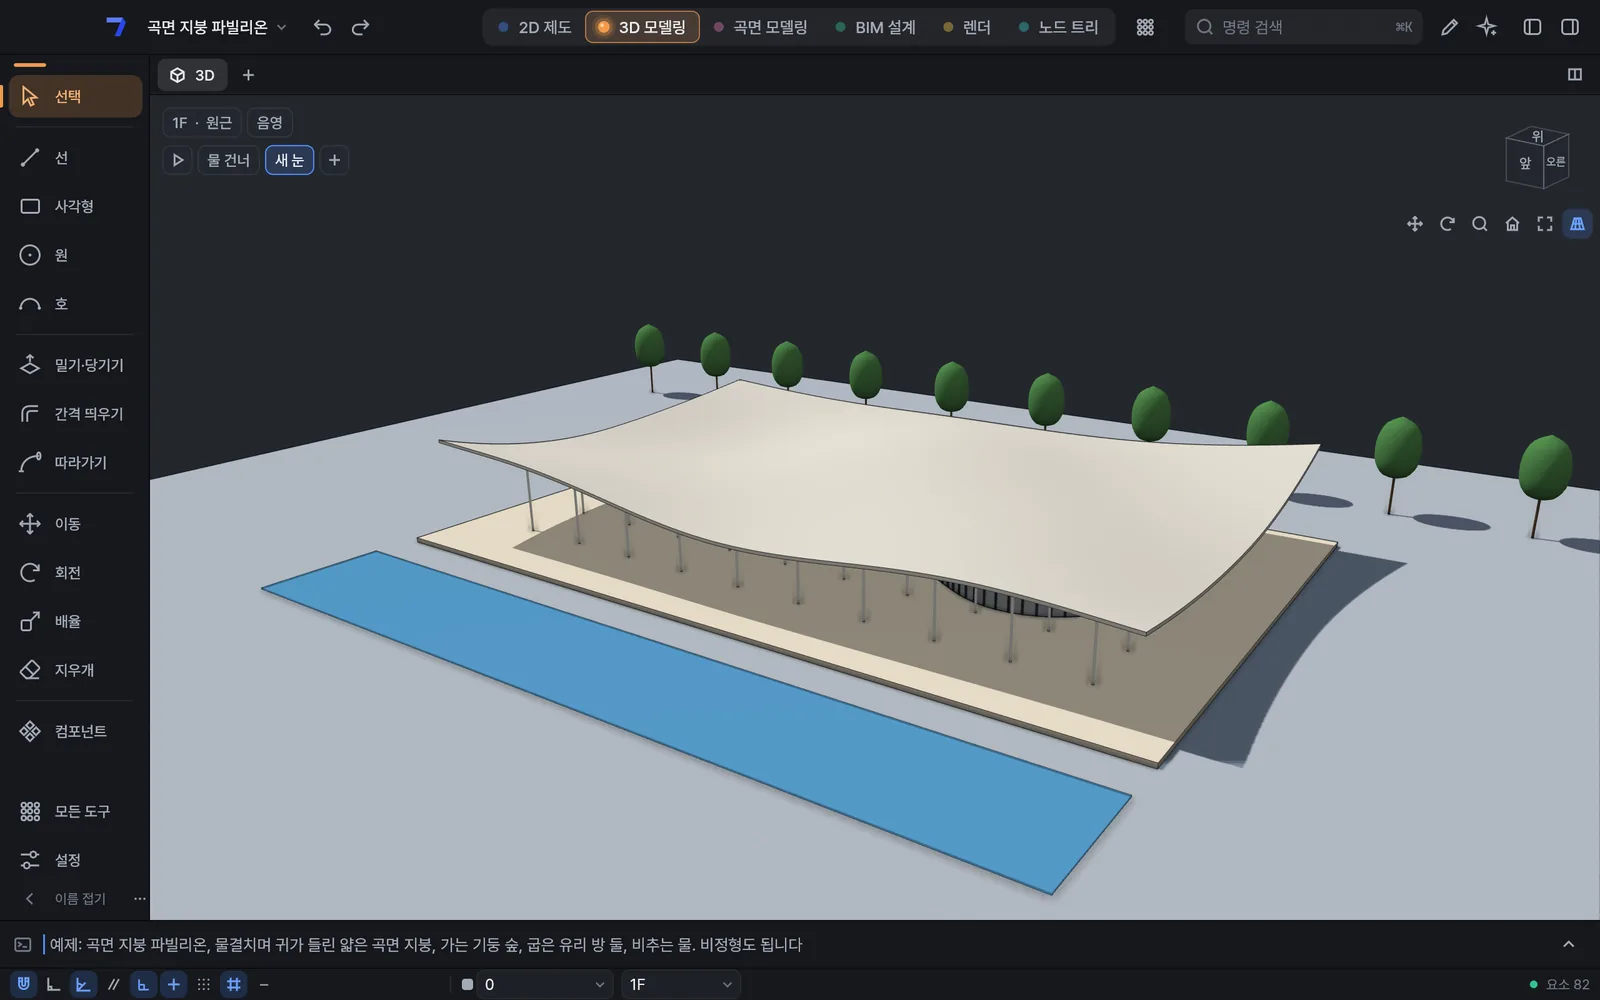 곡면 지붕 파빌리온
2D 제도
3D 모델링
곡면 모델링
BIM 설계
렌더
노드 트리
명령 검색
⌘K
3D
선택
선
사각형
원
호
밀기·당기기
간격 띄우기
따라가기
이동
회전
배율
지우개
컴포넌트
모든 도구
설정
이름 접기
1F · 원근
음영
물 건너
새 눈
위
앞
오른
예제: 곡면 지붕 파빌리온, 물결치며 귀가 들린 얇은 곡면 지붕, 가는 기둥 숲, 굽은 유리 방 둘, 비추는 물. 비정형도 됩니다
0
1F
요소 82